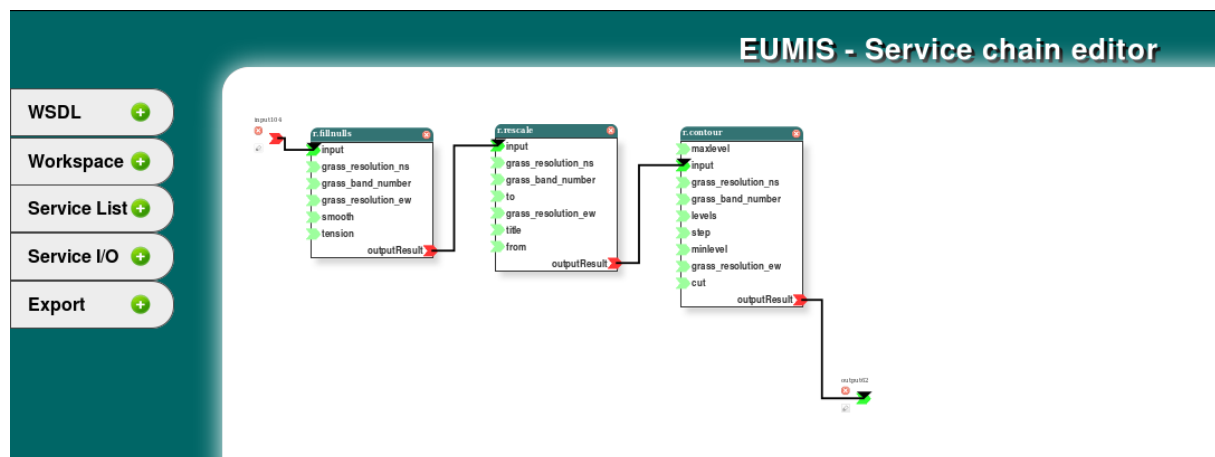 EUMIS - Service chain editor
WSDL
Workspace
Service List
Service I/O
Export
input104
r.fillnulls
input
grass_resolution_ns
grass_band_number
grass_resolution_ew
smooth
tension
outputResult
r.rescale
input
grass_resolution_ns
grass_band_number
to
grass_resolution_ew
title
from
outputResult
r.contour
maxlevel
input
grass_resolution_ns
grass_band_number
levels
step
minlevel
grass_resolution_ew
cut
outputResult